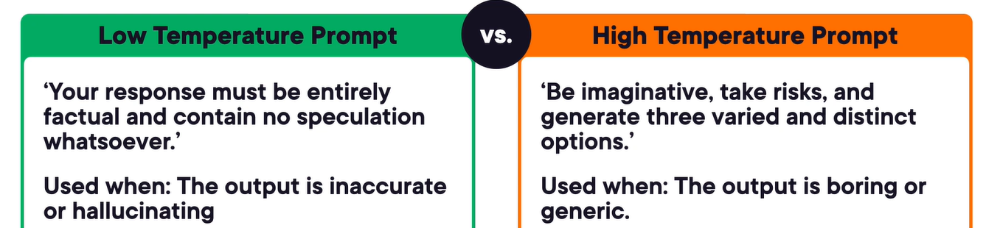 Low Temperature Prompt
vs.
High Temperature Prompt
‘Your response must be entirely
factual and contain no speculation
whatsoever.’
Used when: The output is inaccurate
or hallucinating
‘Be imaginative, take risks, and
generate three varied and distinct
options.’
Used when: The output is boring or
generic.